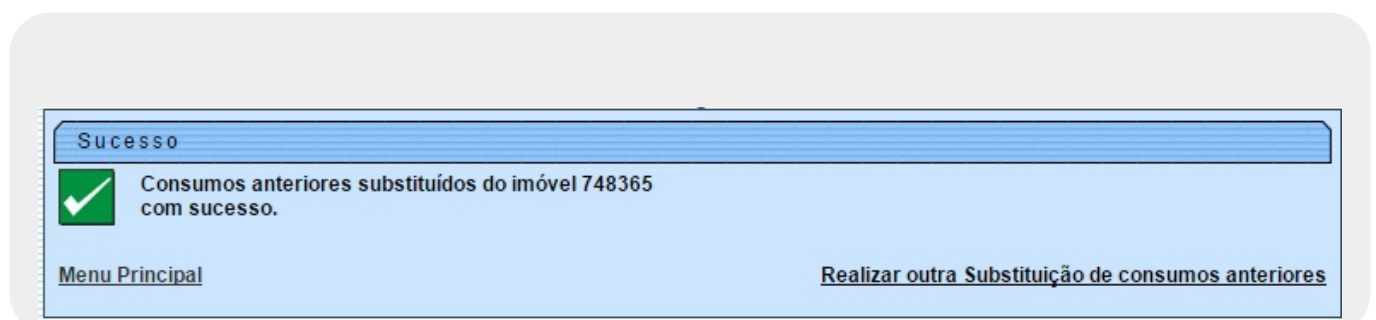 Sucesso
Consumos anteriores substituídos do imóvel 748365
com sucesso.
Menu Principal
Realizar outra Substituição de consumos anteriores